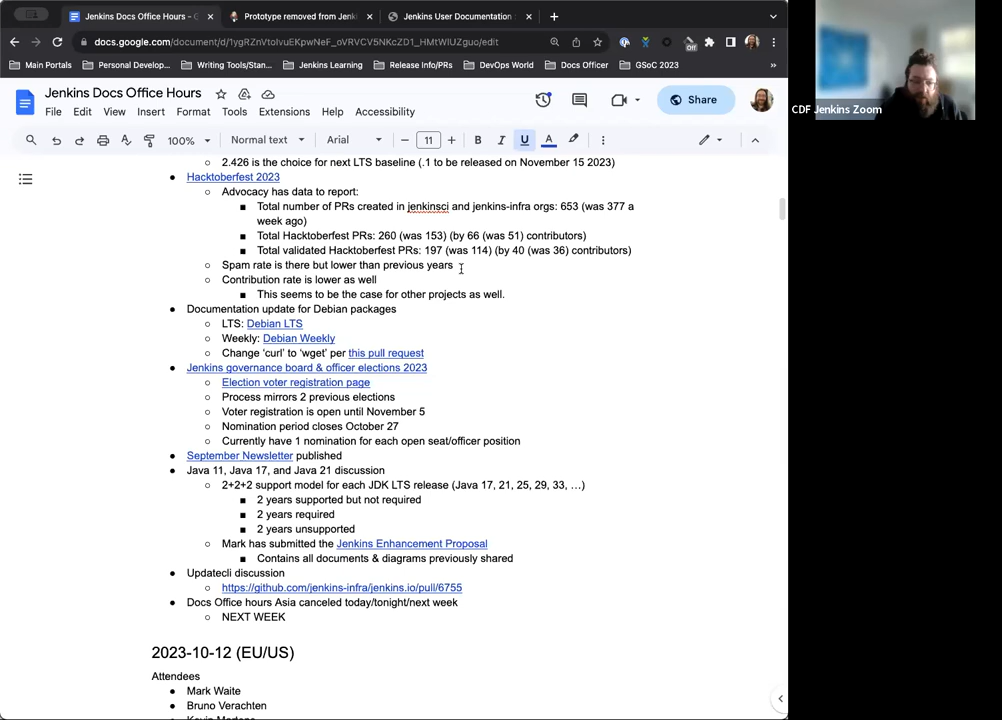 Jenkins Docs Office Hours - G
Prototype removed from Jenki
Jenkins User Documentation
docs.google.com/document/d/1ygRZnVtoIvuEKpwNeF_oVRVCV5NKcZD1_HMtWIUZguo/edit
Main Portals
Personal Develop...
Writing Tools/Stan...
Jenkins Learning
Release Info/PRs
DevOps World
Docs Officer
GSoC 2023
Off
Jenkins Docs Office Hours
File Edit View Insert Format Tools Extensions Help
Share
100% Normal text Arial 11 B I U A
2.426 is the choice for next LTS baseline (.1 to be released on November 15 2023)
Hacktoberfest 2023
Advocacy has data to report:
Total number of PRs created in jenkinsci and jenkins-infra orgs: 653 (was 377 a
week ago)
Total Hacktoberfest PRs: 260 (was 153) (by 66 (was 51) contributors)
Total validated Hacktoberfest PRs: 197 (was 114) (by 40 (was 36) contributors)
Spam rate is there but lower than previous years
Contribution rate is lower as well
This seems to be the case for other projects as well.
Documentation update for Debian packages
LTS: Debian LTS
Weekly: Debian Weekly
Change 'curl' to 'wget' per this pull request
Jenkins governance board & officer elections 2023
Election voter registration page
Process mirrors 2 previous elections
Voter registration is open until November 5
Nomination period closes October 27
Currently have 1 nomination for each open seat/officer position
September Newsletter published
Java 11, Java 17, and Java 21 discussion
2+2+2 support model for each JDK LTS release (Java 17, 21, 25, 29, 33, …)
2 years supported but not required
2 years required
2 years unsupported
Mark has submitted the Jenkins Enhancement Proposal
Contains all documents & diagrams previously shared
Updatecli discussion
https://github.com/jenkins-infra/jenkins.io/pull/6755
Docs Office hours Asia canceled today/tonight/next week
NEXT WEEK
2023-10-12 (EU/US)
Attendees
Mark Waite
Bruno Verachten
Kevin Martens
CDF Jenkins Zoom